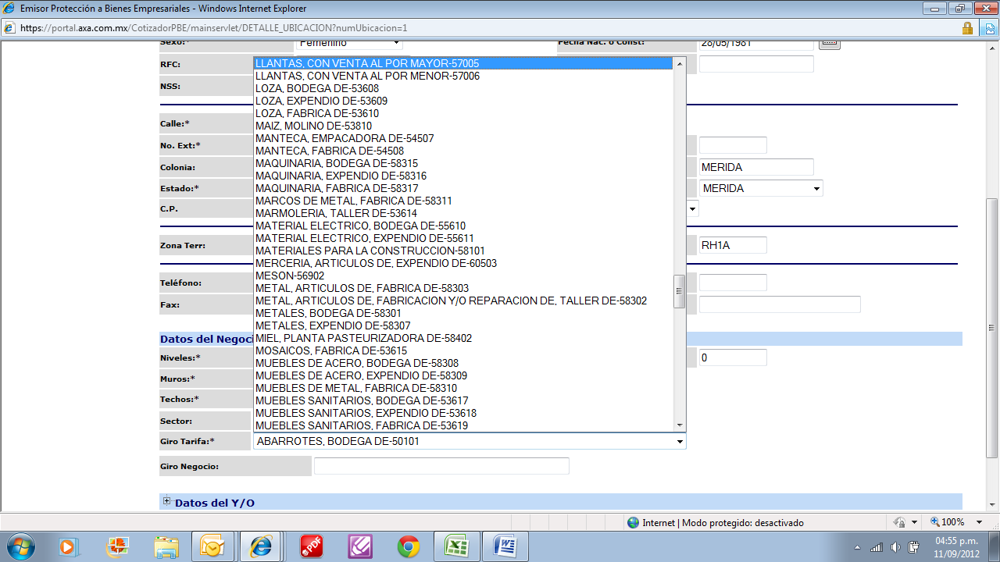 Emisor Protección a Bienes Empresariales - Windows Internet Explorer
https://portal.axa.com.mx/CotizadorPBE/mainservlet/DETALLE_UBICACION?numUbicacion=1
Sexo:* Femenino Fecha Nac. o Const: 28/05/1981
RFC:
NSS:
Calle:*
No. Ext:*
Colonia: MERIDA
Estado:* MERIDA
C.P.
Zona Terr: RH1A
Teléfono:
Fax:
Datos del Negoci
Niveles:* 0
Muros:*
Techos:*
Sector:
LLANTAS, CON VENTA AL POR MAYOR-57005
LLANTAS, CON VENTA AL POR MENOR-57006
LOZA, BODEGA DE-53608
LOZA, EXPENDIO DE-53609
LOZA, FABRICA DE-53610
MAIZ, MOLINO DE-53810
MANTECA, EMPACADORA DE-54507
MANTECA, FABRICA DE-54508
MAQUINARIA, BODEGA DE-58315
MAQUINARIA, EXPENDIO DE-58316
MAQUINARIA, FABRICA DE-58317
MARCOS DE METAL, FABRICA DE-58311
MARMOLERIA, TALLER DE-53614
MATERIAL ELECTRICO, BODEGA DE-55610
MATERIAL ELECTRICO, EXPENDIO DE-55611
MATERIALES PARA LA CONSTRUCCION-58101
MERCERIA, ARTICULOS DE, EXPENDIO DE-60503
MESON-56902
METAL, ARTICULOS DE, FABRICA DE-58303
METAL, ARTICULOS DE, FABRICACION Y/O REPARACION DE, TALLER DE-58302
METALES, BODEGA DE-58301
METALES, EXPENDIO DE-58307
MIEL, PLANTA PASTEURIZADORA DE-58402
MOSAICOS, FABRICA DE-53615
MUEBLES DE ACERO, BODEGA DE-58308
MUEBLES DE ACERO, EXPENDIO DE-58309
MUEBLES DE METAL, FABRICA DE-58310
MUEBLES SANITARIOS, BODEGA DE-53617
MUEBLES SANITARIOS, EXPENDIO DE-53618
MUEBLES SANITARIOS, FABRICA DE-53619
Giro Tarifa:* ABARROTES, BODEGA DE-50101
Giro Negocio:
Datos del Y/O
Internet | Modo protegido: desactivado 100%
PDF
04:55 p.m.
11/09/2012